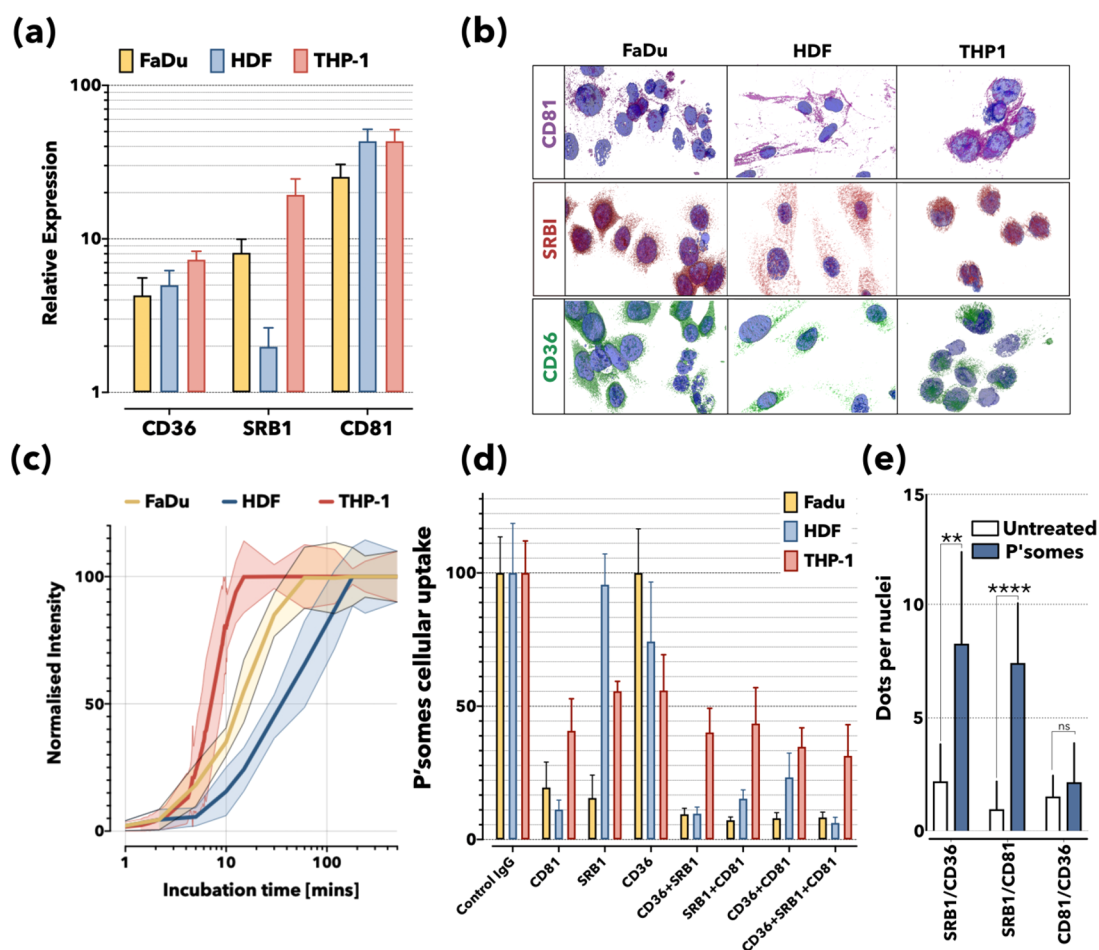 (a)
FaDu HDF THP-1
100
10
1
Relative Expression
CD36 SRB1 CD81
(b)
FaDu HDF THP1
CD81
SRBI
CD36
(c)
FaDu HDF THP-1
100
50
0
Normalised Intensity
1 10 100
Incubation time [mins]
(d)
Fadu
HDF
THP-1
100
50
0
P'somes cellular uptake
Control IgG
CD81
SRB1
CD36
CD36+SRB1
SRB1+CD81
CD36+CD81
CD36+SRB1+CD81
(e)
15
10
5
0
Untreated
P'somes
**
****
ns
Dots per nuclei
SRB1/CD36
SRB1/CD81
CD81/CD36